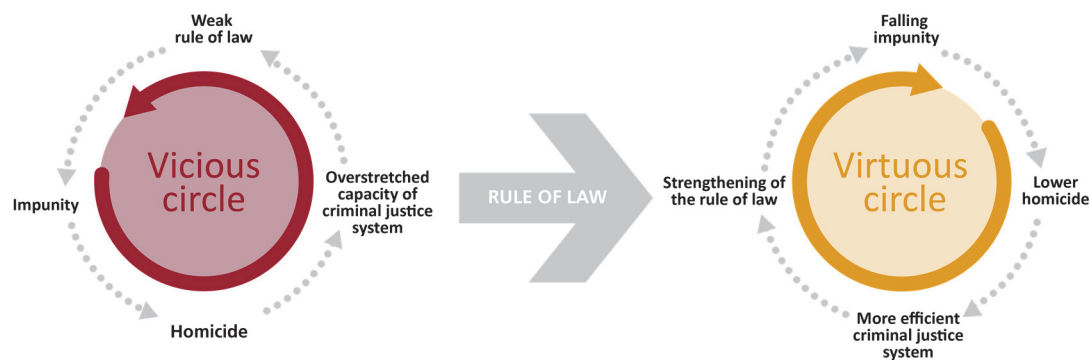 Weak
rule of law
Impunity
Vicious
circle
Overstretched
capacity of
criminal justice
system
Homicide
RULE OF LAW
Falling
impunity
Strengthening of
the rule of law
Virtuous
circle
Lower
homicide
More efficient
criminal justice
system